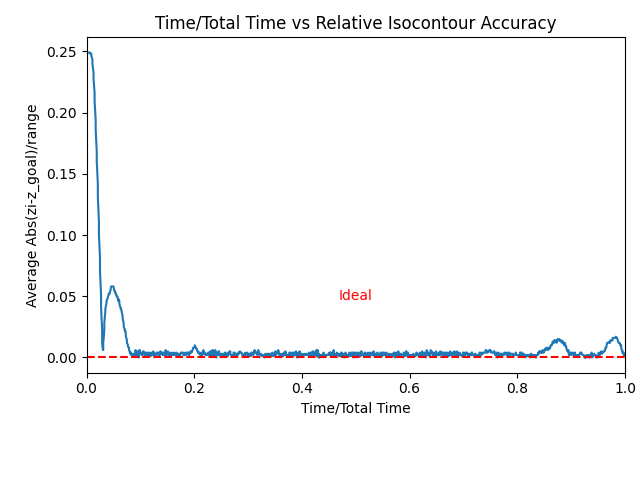 Time/Total Time vs Relative Isocontour Accuracy
Average Abs(zi-z_goal)/range
0.25
0.20
0.15
0.10
0.05
0.00
Ideal
0.0 0.2 0.4 0.6 0.8 1.0
Time/Total Time